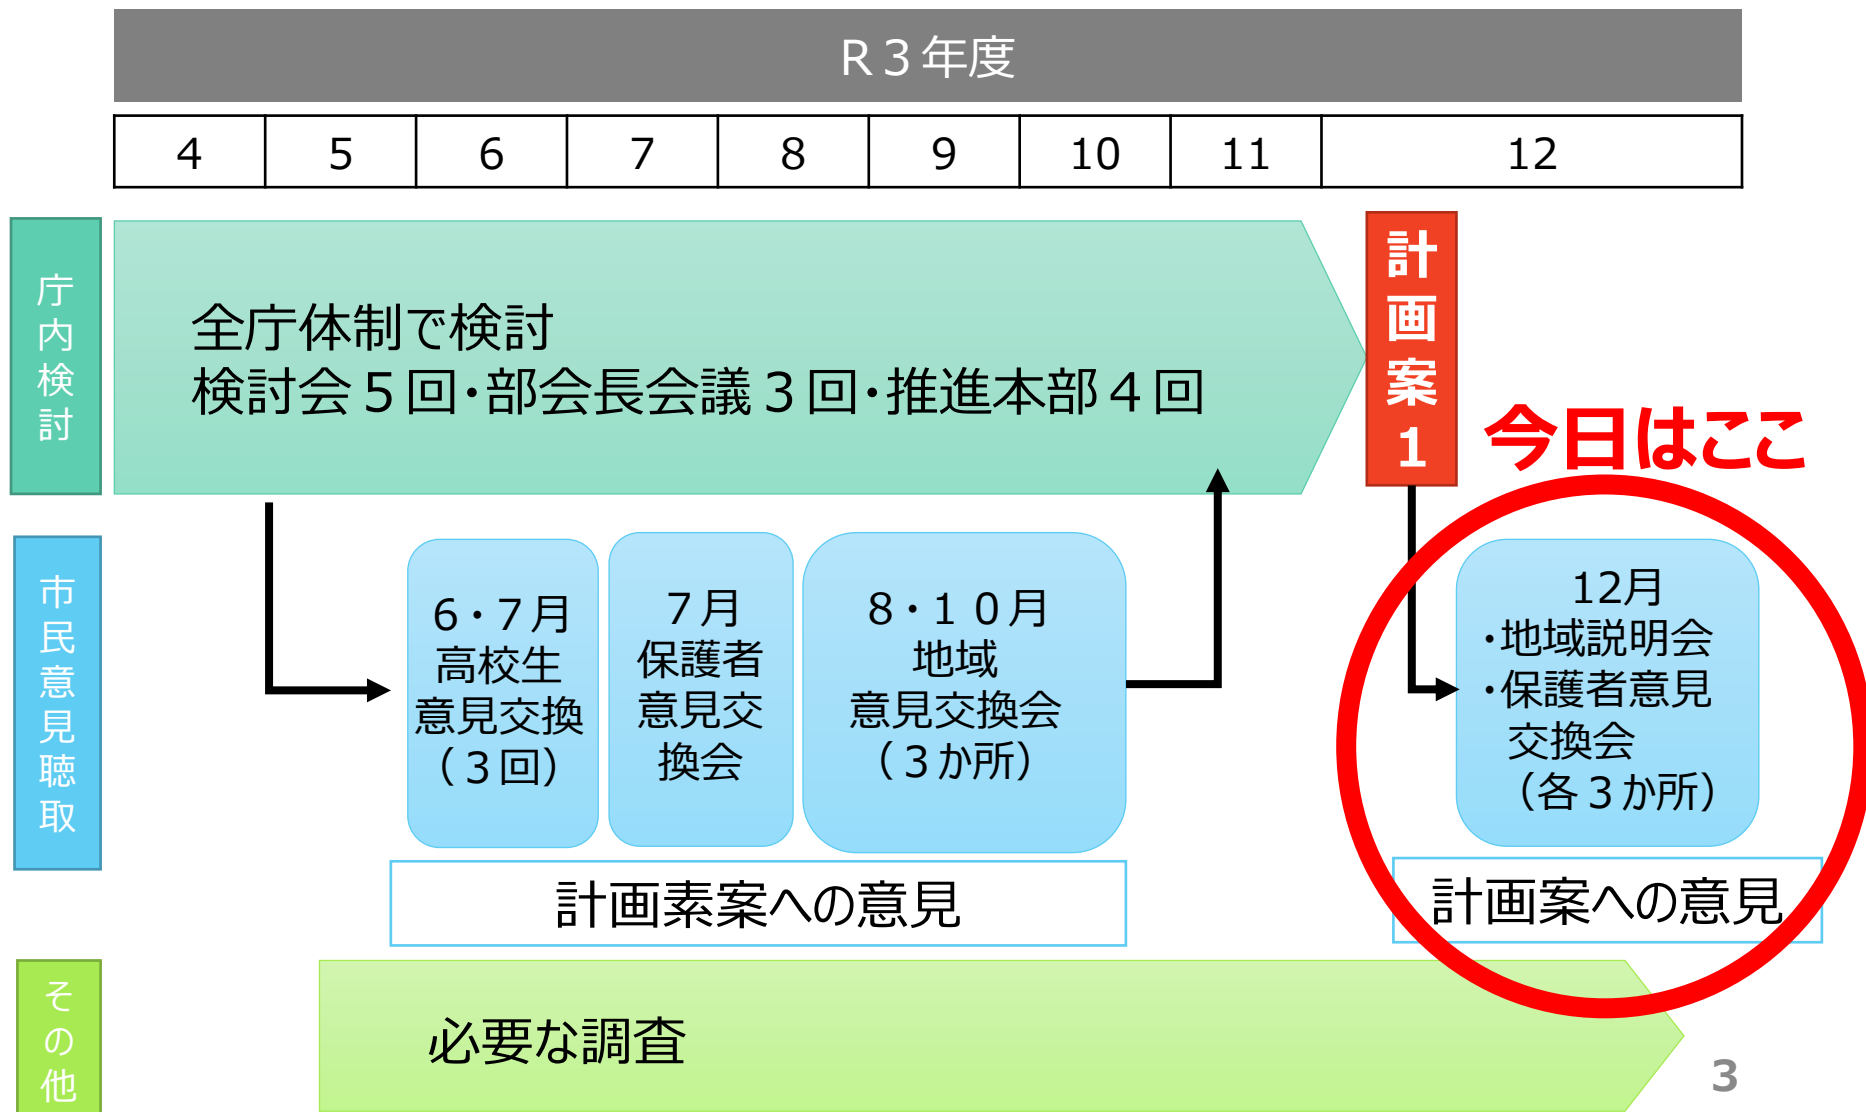 R３年度
4 5 6 7 8 9 10 11 12
庁内検討
全庁体制で検討
検討会５回・部会長会議３回・推進本部４回
計画案1
今日はここ
市民意見聴取
6・７月
高校生
意見交換
（３回）
７月
保護者
意見交
換会
8・１０月
地域
意見交換会
（３か所）
12月
・地域説明会
・保護者意見
交換会
（各３か所）
計画素案への意見
計画案への意見
その他
必要な調査
3